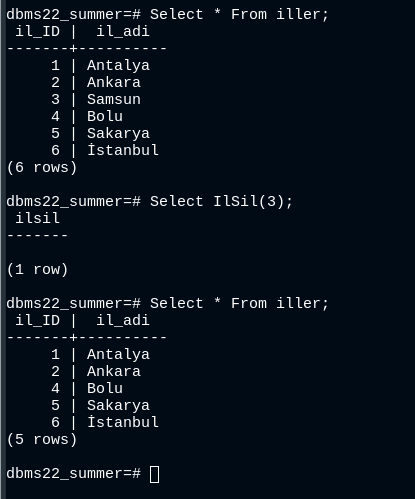 dbms22_summer=# Select * From iller;
 il_ID |  il_adi
-------+----------
     1 | Antalya
     2 | Ankara
     3 | Samsun
     4 | Bolu
     5 | Sakarya
     6 | İstanbul
(6 rows)

dbms22_summer=# Select IlSil(3);
 ilsil
-------

(1 row)

dbms22_summer=# Select * From iller;
 il_ID |  il_adi
-------+----------
     1 | Antalya
     2 | Ankara
     4 | Bolu
     5 | Sakarya
     6 | İstanbul
(5 rows)

dbms22_summer=#